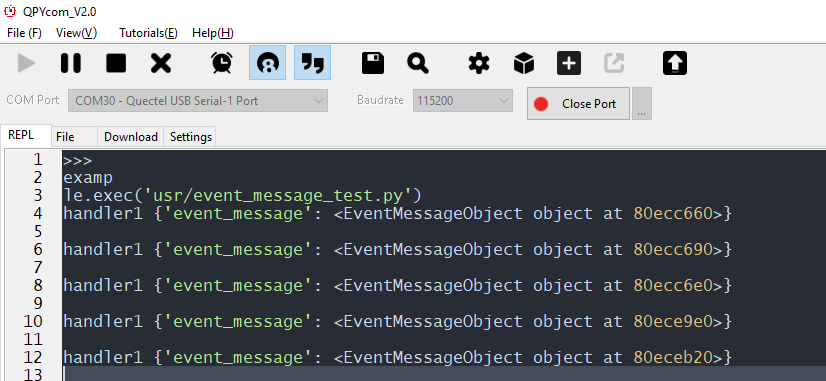 QPYcom_V2.0
File (F) View(V) Tutorials(E) Help(H)
COM Port COM30 - Quectel USB Serial-1 Port Baudrate 115200 Close Port ...
REPL File Download Settings
1 >>>
2 examp
3 le.exec('usr/event_message_test.py')
4 handler1 {'event_message': <EventMessageObject object at 80ecc660>}
5
6 handler1 {'event_message': <EventMessageObject object at 80ecc690>}
7
8 handler1 {'event_message': <EventMessageObject object at 80ecc6e0>}
9
10 handler1 {'event_message': <EventMessageObject object at 80ece9e0>}
11
12 handler1 {'event_message': <EventMessageObject object at 80eceb20>}
13